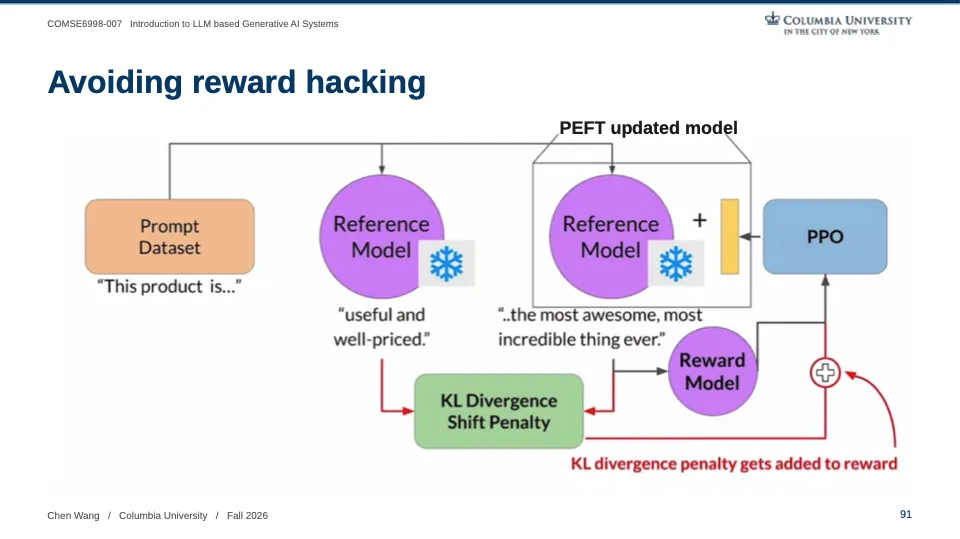 COMSE6998-007   Introduction to LLM based Generative AI Systems
COLUMBIA UNIVERSITY
IN THE CITY OF NEW YORK
Avoiding reward hacking
PEFT updated model
Prompt
Dataset
"This product  is..."
Reference
Model
"useful and
well-priced."
Reference
Model
+
"..the most awesome, most
incredible thing ever."
PPO
Reward
Model
KL Divergence
Shift Penalty
KL divergence penalty gets added to reward
Chen Wang   /   Columbia University   /   Fall 2026
91